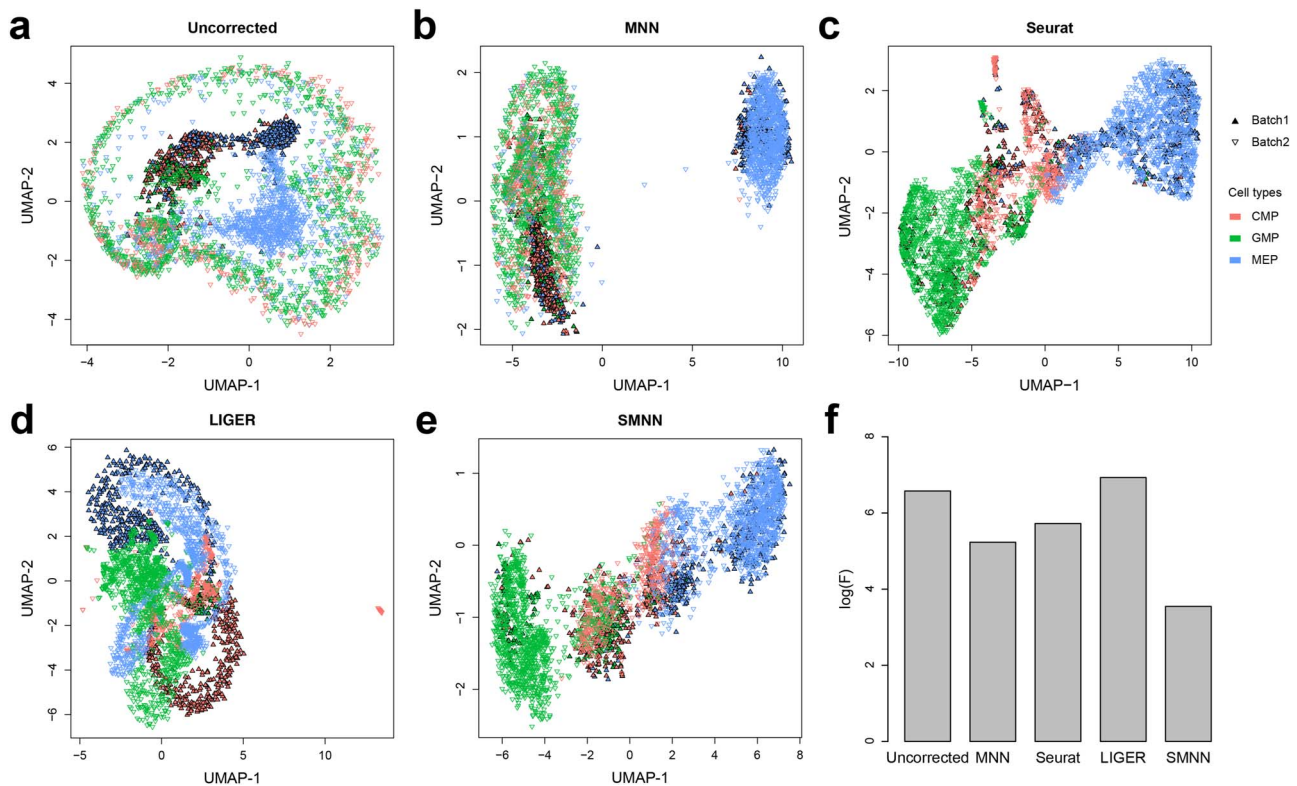 a
Uncorrected
UMAP-2
4
2
0
−2
−4
−4
−2
0
2
UMAP-1
b
MNN
UMAP−2
2
1
0
−1
−2
−5
0
5
10
UMAP-1
c
Seurat
UMAP−2
2
0
−2
−4
−6
−10
−5
0
5
10
UMAP−1
Batch1
Batch2
Cell types
CMP
GMP
MEP
d
LIGER
UMAP-2
6
4
2
0
−2
−4
−6
−5
0
5
10
UMAP-1
e
SMNN
UMAP-2
1
0
−1
−2
−6
−4
−2
0
2
4
6
8
UMAP-1
f
log(F)
8
6
4
2
0
Uncorrected
MNN
Seurat
LIGER
SMNN